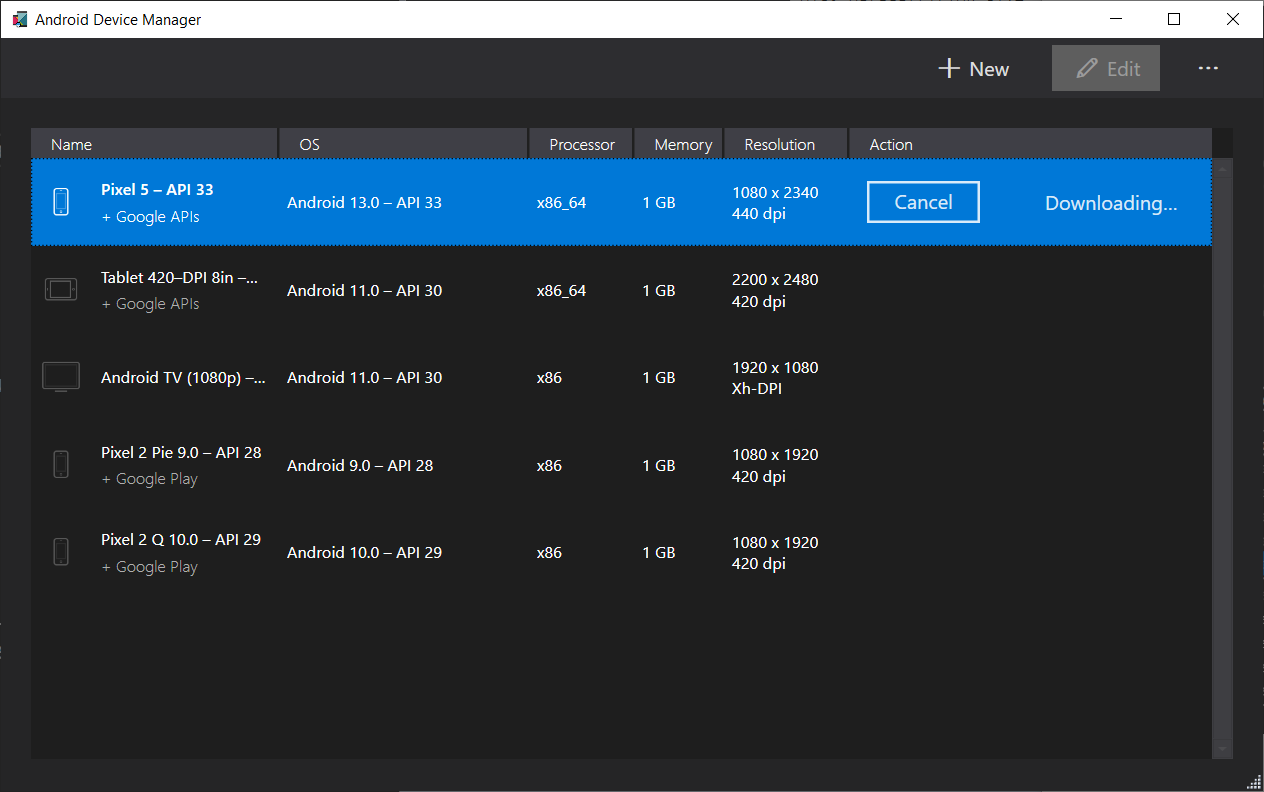 Android Device Manager
New
Edit
Name OS Processor Memory Resolution Action
Pixel 5 – API 33
+ Google APIs
Android 13.0 – API 33
x86_64
1 GB
1080 x 2340
440 dpi
Cancel
Downloading...
Tablet 420–DPI 8in –...
+ Google APIs
Android 11.0 – API 30
x86_64
1 GB
2200 x 2480
420 dpi
Android TV (1080p) –...
Android 11.0 – API 30
x86
1 GB
1920 x 1080
Xh-DPI
Pixel 2 Pie 9.0 – API 28
+ Google Play
Android 9.0 – API 28
x86
1 GB
1080 x 1920
420 dpi
Pixel 2 Q 10.0 – API 29
+ Google Play
Android 10.0 – API 29
x86
1 GB
1080 x 1920
420 dpi